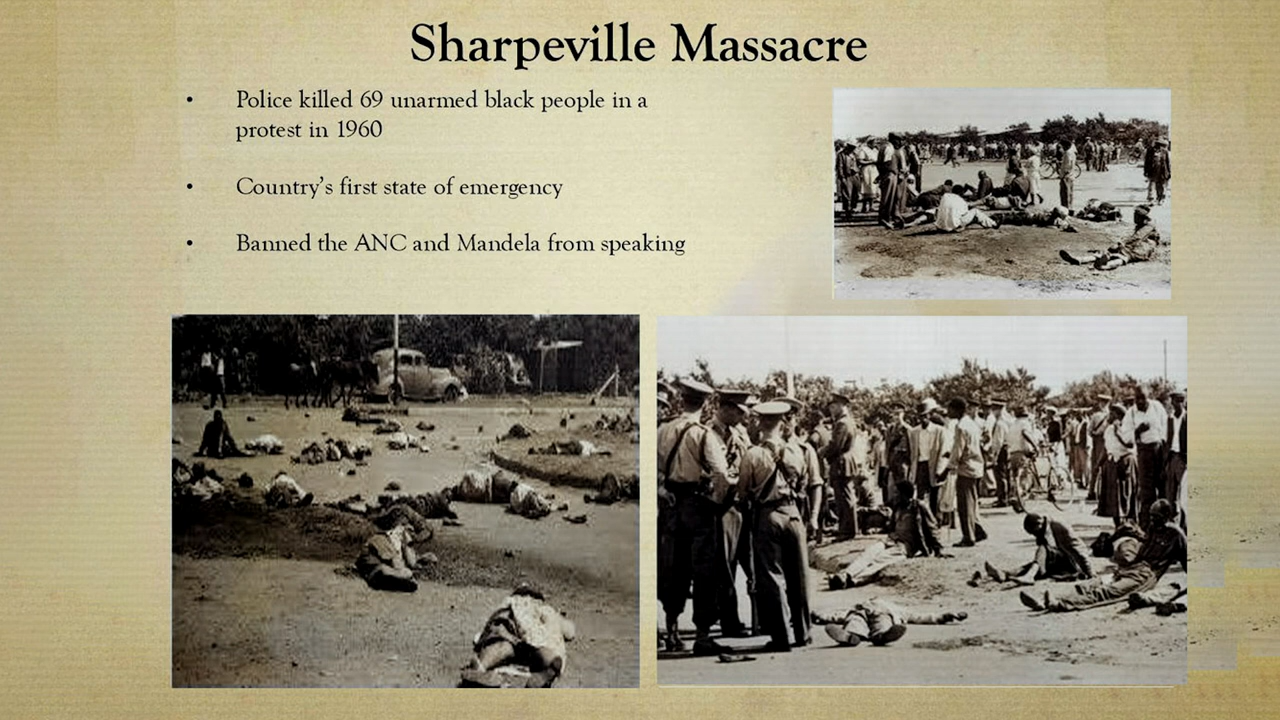 Sharpeville Massacre
• Police killed 69 unarmed black people in a
protest in 1960
• Country’s first state of emergency
• Banned the ANC and Mandela from speaking